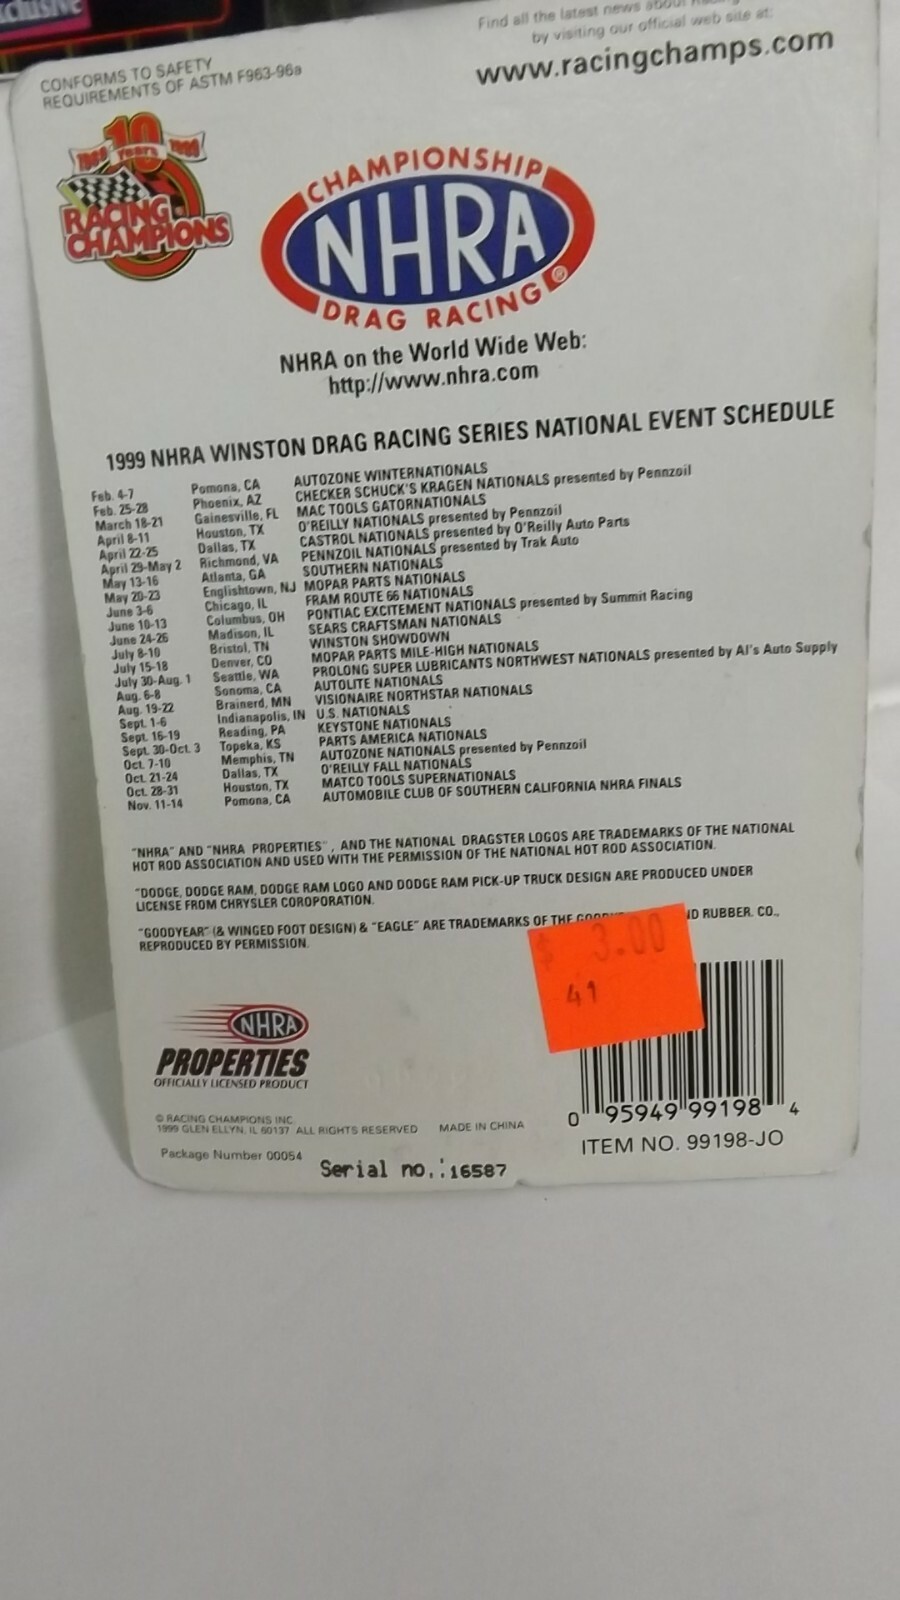 clusive
Find all the latest news about Racing
by visiting our official web site at:
www.racingchamps.com
CONFORMS TO SAFETY
REQUIREMENTS OF ASTM F963-96a
10
1989 Years 1999
RACING
CHAMPIONS
CHAMPIONSHIP
NHRA
DRAG RACING®
NHRA on the World Wide Web:
http://www.nhra.com
1999 NHRA WINSTON DRAG RACING SERIES NATIONAL EVENT SCHEDULE
Feb. 4-7 Pomona, CA AUTOZONE WINTERNATIONALS
Feb. 25-28 Phoenix, AZ CHECKER SCHUCK'S KRAGEN NATIONALS presented by Pennzoil
March 18-21 Gainesville, FL MAC TOOLS GATORNATIONALS
April 8-11 Houston, TX O'REILLY NATIONALS presented by Pennzoil
April 22-25 Dallas, TX CASTROL NATIONALS presented by O'Reilly Auto Parts
April 29-May 2 Richmond, VA PENNZOIL NATIONALS presented by Trak Auto
May 13-16 Atlanta, GA SOUTHERN NATIONALS
May 20-23 Englishtown, NJ MOPAR PARTS NATIONALS
June 3-6 Chicago, IL FRAM ROUTE 66 NATIONALS
June 10-13 Columbus, OH PONTIAC EXCITEMENT NATIONALS presented by Summit Racing
June 24-26 Madison, IL SEARS CRAFTSMAN NATIONALS
July 8-10 Bristol, TN WINSTON SHOWDOWN
July 15-18 Denver, CO MOPAR PARTS MILE-HIGH NATIONALS
July 30-Aug. 1 Seattle, WA PROLONG SUPER LUBRICANTS NORTHWEST NATIONALS presented by Al's Auto Supply
Aug. 6-8 Sonoma, CA AUTOLITE NATIONALS
Aug. 19-22 Brainerd, MN VISIONAIRE NORTHSTAR NATIONALS
Sept. 1-6 Indianapolis, IN U.S. NATIONALS
Sept. 16-19 Reading, PA KEYSTONE NATIONALS
Sept. 30-Oct. 3 Topeka, KS PARTS AMERICA NATIONALS
Oct. 7-10 Memphis, TN AUTOZONE NATIONALS presented by Pennzoil
Oct. 21-24 Dallas, TX O'REILLY FALL NATIONALS
Oct. 28-31 Houston, TX MATCO TOOLS SUPERNATIONALS
Nov. 11-14 Pomona, CA AUTOMOBILE CLUB OF SOUTHERN CALIFORNIA NHRA FINALS
"NHRA" AND "NHRA PROPERTIES", AND THE NATIONAL DRAGSTER LOGOS ARE TRADEMARKS OF THE NATIONAL
HOT ROD ASSOCIATION AND USED WITH THE PERMISSION OF THE NATIONAL HOT ROD ASSOCIATION.
"DODGE, DODGE RAM, DODGE RAM LOGO AND DODGE RAM PICK-UP TRUCK DESIGN ARE PRODUCED UNDER
LICENSE FROM CHRYSLER COROPORATION.
"GOODYEAR" (& WINGED FOOT DESIGN) & "EAGLE" ARE TRADEMARKS OF THE RUBBER. CO.,
REPRODUCED BY PERMISSION.
$ 3.00
41
NHRA
PROPERTIES
OFFICIALLY LICENSED PRODUCT
© RACING CHAMPIONS INC.
1999 GLEN ELLYN, IL 60137 ALL RIGHTS RESERVED MADE IN CHINA
Package Number 00054
Serial no.:16587
0 95949 99198 4
ITEM NO. 99198-JO